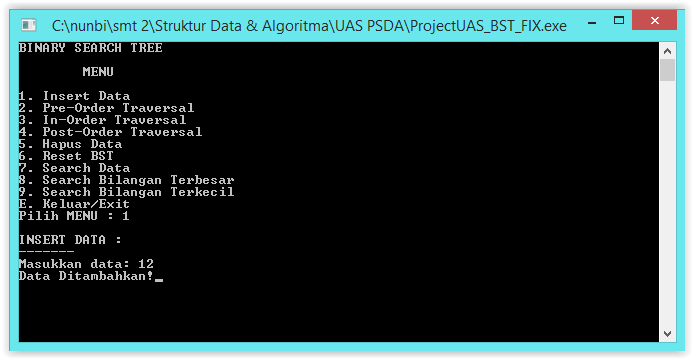 C:\nunbi\smt 2\Struktur Data & Algoritma\UAS PSDA\ProjectUAS_BST_FIX.exe
BINARY SEARCH TREE
MENU
1. Insert Data
2. Pre-Order Traversal
3. In-Order Traversal
4. Post-Order Traversal
5. Hapus Data
6. Reset BST
7. Search Data
8. Search Bilangan Terbesar
9. Search Bilangan Terkecil
E. Keluar/Exit
Pilih MENU : 1
INSERT DATA :
-------
Masukkan data: 12
Data Ditambahkan!_